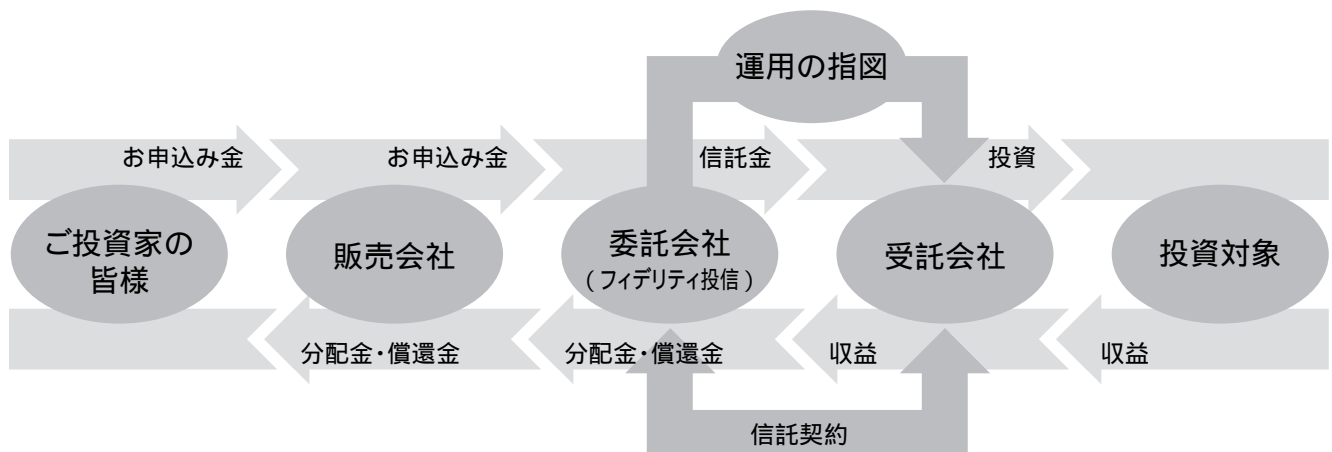 運用の指図
お申込み金
お申込み金
信託金
投資
ご投資家の
皆様
販売会社
委託会社
(フィデリティ投信)
受託会社
投資対象
分配金・償還金
分配金・償還金
収益
収益
信託契約